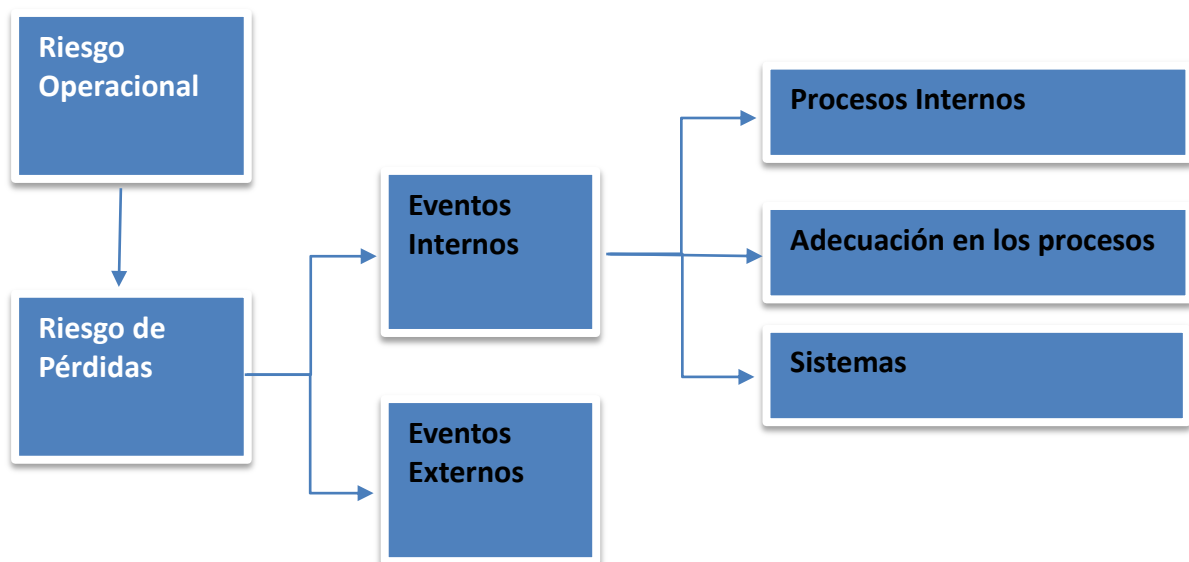 Riesgo
Operacional
Riesgo de
Pérdidas
Eventos
Internos
Eventos
Externos
Procesos Internos
Adecuación en los procesos
Sistemas